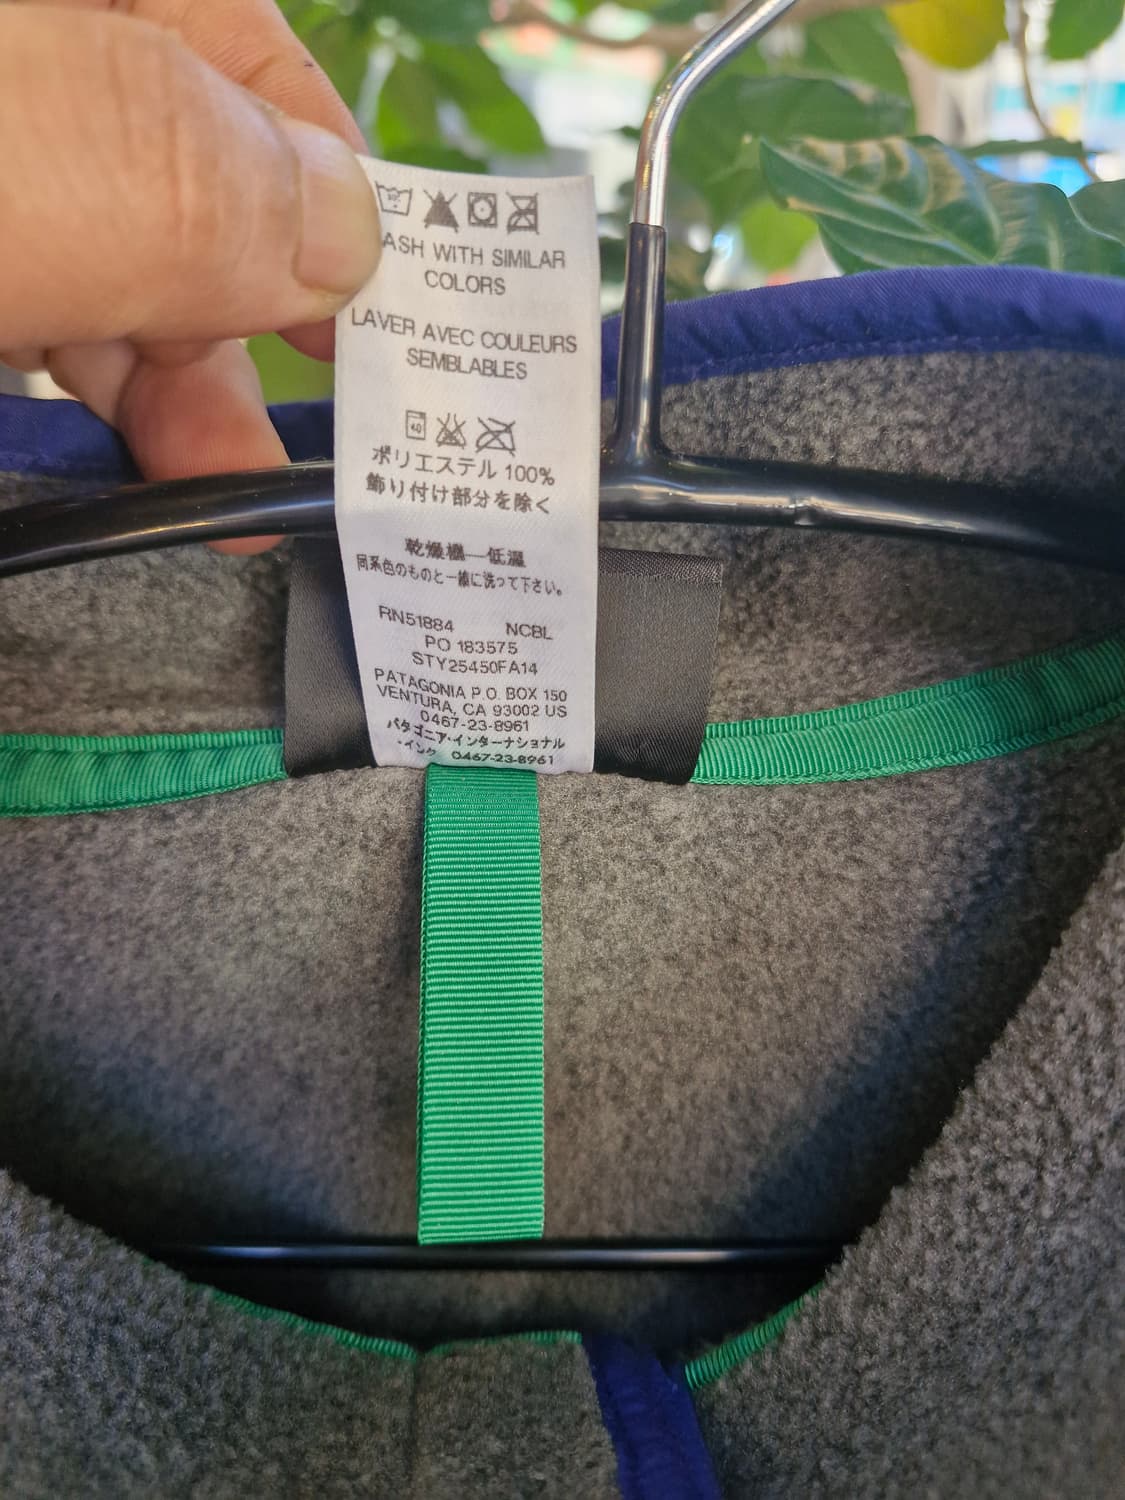 ASH WITH SIMILAR
COLORS
LAVER AVEC COULEURS
SEMBLABLES
40
ポリエステル 100%
飾り付け部分を除く
乾燥機—低温
同系色のものと一緒に洗って下さい。
RN51884 NCBL
PO 183575
STY25450FA14
PATAGONIA P.O. BOX 150
VENTURA, CA 93002 US
0467-23-8961
パタゴニア・インターナショナル
・インク 0467-23-8961